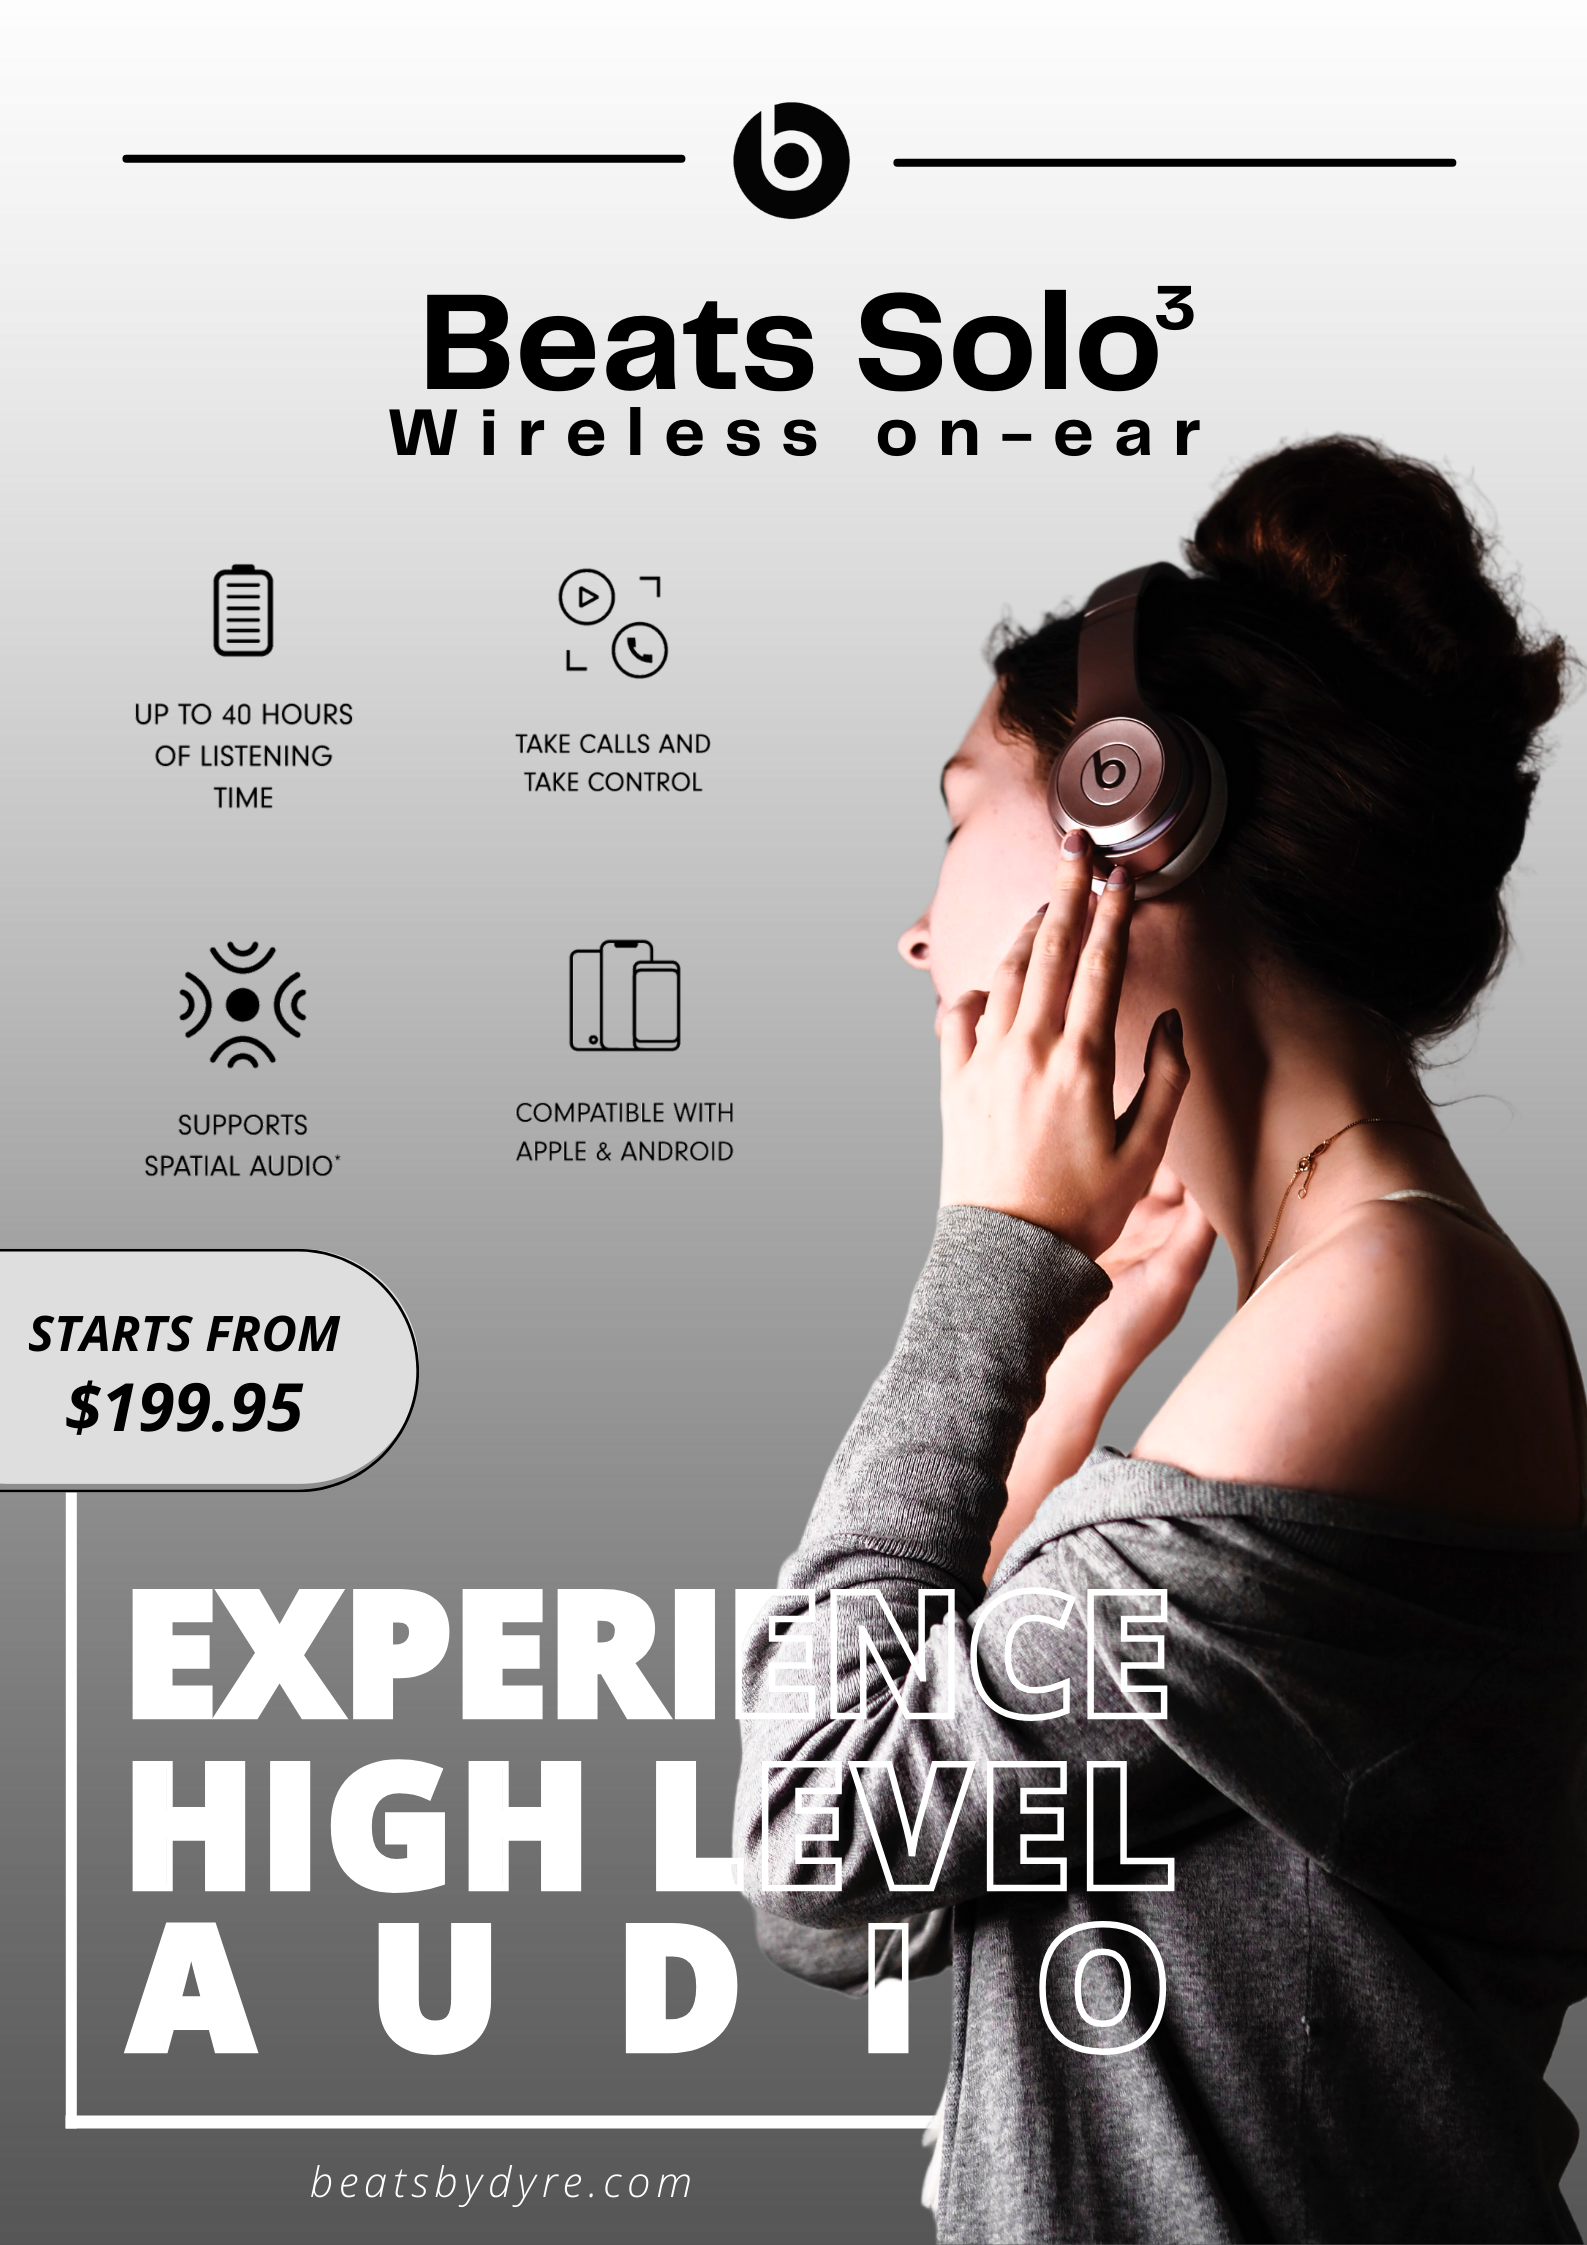 b
Beats Solo³
Wireless on-ear
UP TO 40 HOURS
OF LISTENING
TIME
TAKE CALLS AND
TAKE CONTROL
b
SUPPORTS
SPATIAL AUDIO*
COMPATIBLE WITH
APPLE & ANDROID
STARTS FROM
$199.95
EXPERIENCE
HIGH LEVEL
AUDIO
beatsbydyre.com